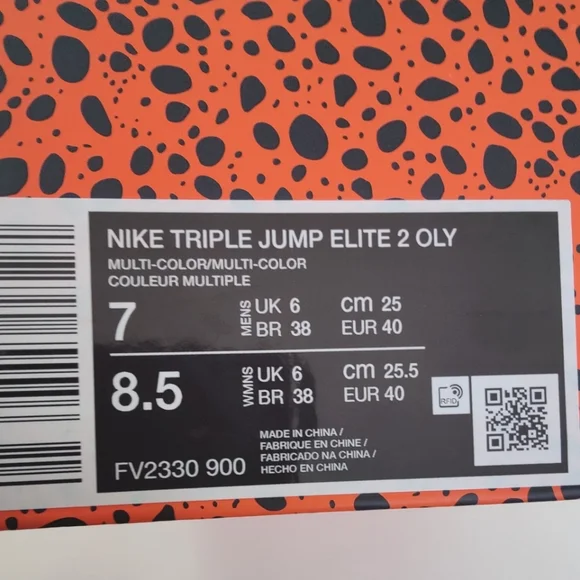 NIKE TRIPLE JUMP ELITE 2 OLY
MULTI-COLOR/MULTI-COLOR
COULEUR MULTIPLE
7 MENS UK 6 cm 25
BR 38 EUR 40
8.5 WMNS UK 6 cm 25.5
BR 38 EUR 40
RFID
MADE IN CHINA /
FABRIQUE EN CHINE /
FABRICADO NA CHINA /
HECHO EN CHINA
FV2330 900